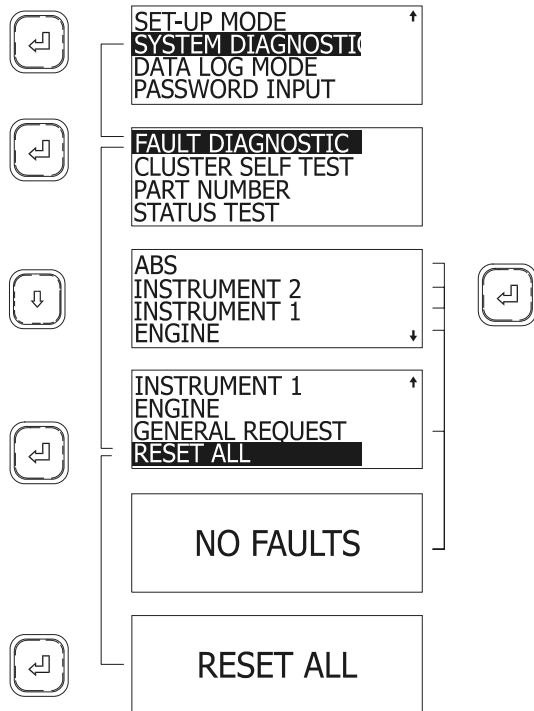 SET-UP MODE
SYSTEM DIAGNOSTIC
DATA LOG MODE
PASSWORD INPUT
FAULT DIAGNOSTIC
CLUSTER SELF TEST
PART NUMBER
STATUS TEST
ABS
INSTRUMENT 2
INSTRUMENT 1
ENGINE
INSTRUMENT 1
ENGINE
GENERAL REQUEST
RESET ALL
NO FAULTS
RESET ALL